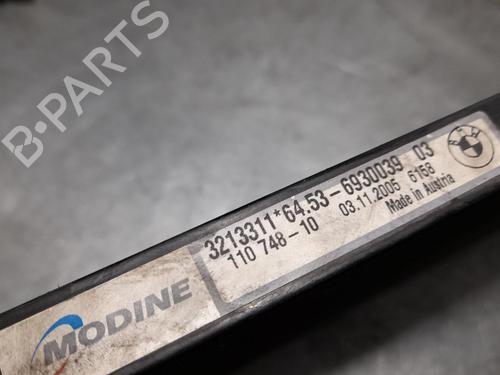 B-PARTS
BMW
3213311*64.53-6930039 03
110 748-10 03.11.2005 6158
Made in Austria
MODINE